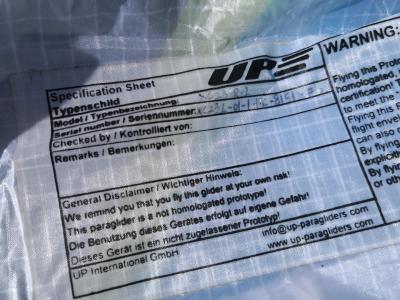 Specification Sheet
Typenschild
UP
Model / Typenbezeichnung:
Serial number / Seriennummer:
Checked by / Kontrolliert von:
Remarks / Bemerkungen:
General Disclaimer / Wichtiger Hinweis:
We remind you that you fly this glider at your own risk!
This paraglider is a not homologated prototype!
Die Benutzung dieses Gerätes erfolgt auf eigene Gefahr!
Dieses Gerät ist ein nicht zugelassener Prototyp!
UP International GmbH
info@up-paragliders.com
www.up-paragliders.com
WARNING:
Flying this
homologated,
certification!
to meet the
Flying this
flight
can also
By flying
By flying
or